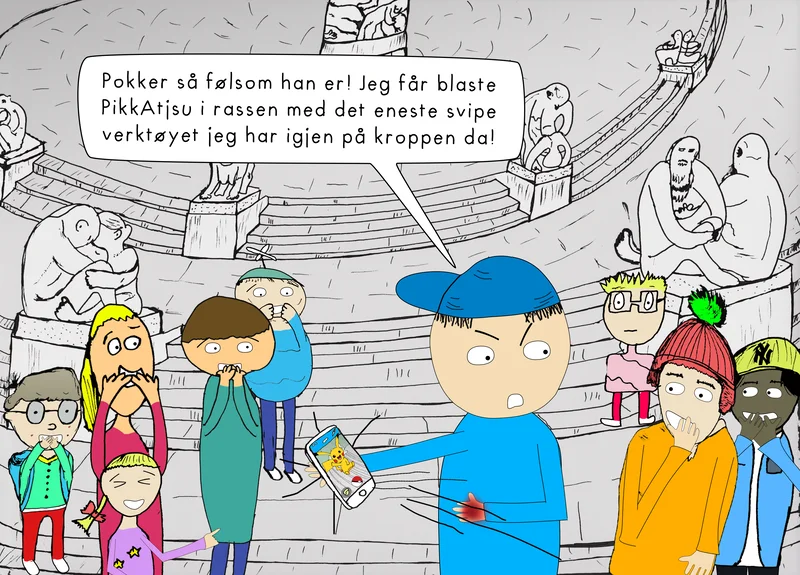 Pokker så følsom han er! Jeg får blaste
PikkAtjsu i rassen med det eneste svipe
verktøyet jeg har igjen på kroppen da!
NY